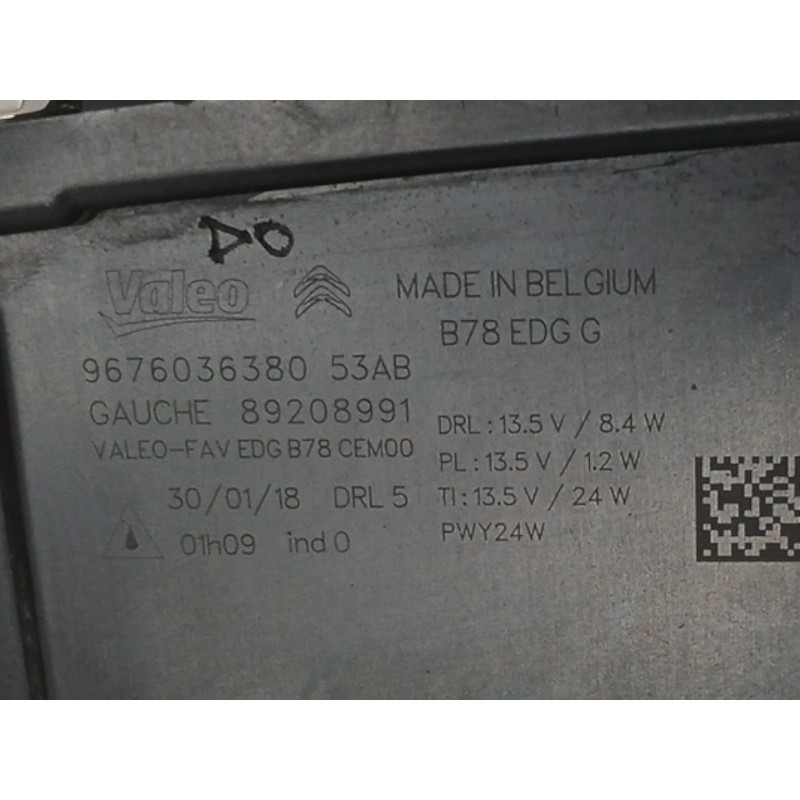 DO
Valeo
MADE IN BELGIUM
B78 EDG G
9676036380 53AB
GAUCHE 89208991
VALEO-FAV EDG B78 CEM00
30/01/18 DRL 5
01h09 ind 0
DRL : 13.5 V / 8.4 W
PL : 13.5 V / 1.2 W
TI : 13.5 V / 24 W
PWY24W